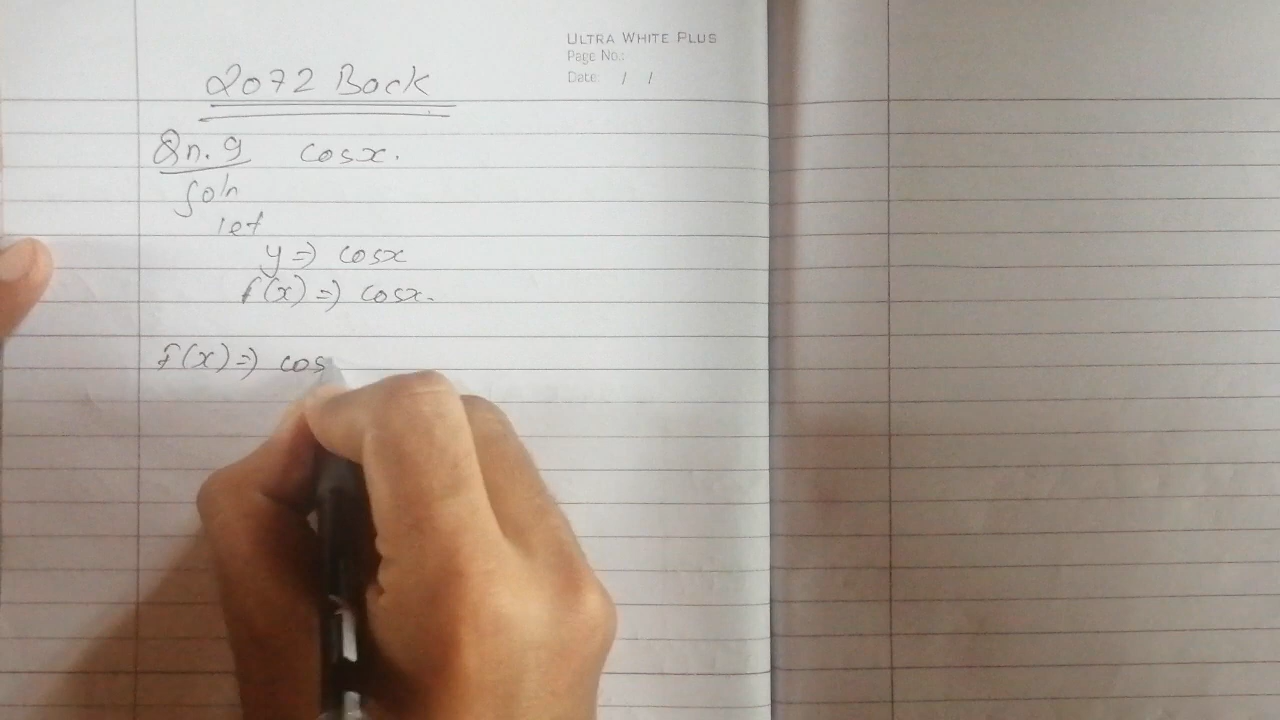 ULTRA WHITE PLUS
Page No.:
Date: / /
2072 Back
Qn. 9 cosx.
Soln
let
y => cosx
f(x) => cosx.
f(x) => cos